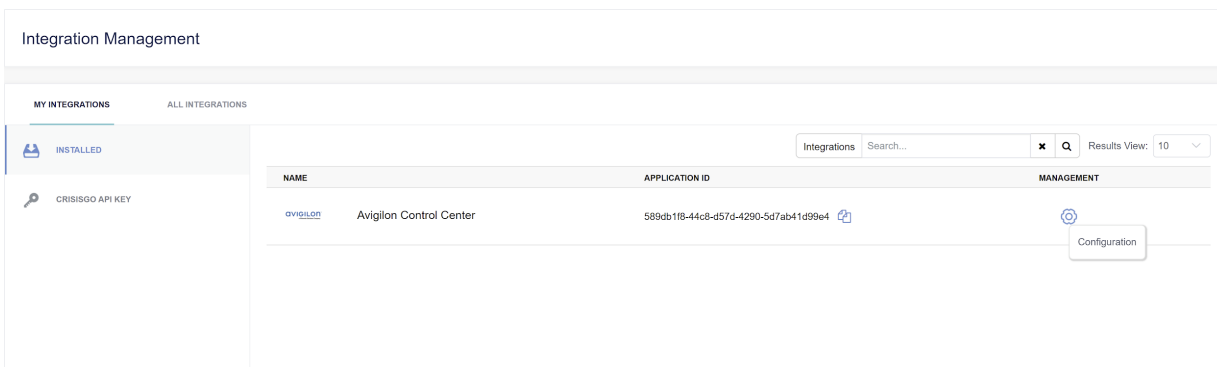 Integration Management
MY INTEGRATIONS ALL INTEGRATIONS
INSTALLED
CRISISGO API KEY
Integrations Search... Results View: 10
NAME APPLICATION ID MANAGEMENT
avigilon Avigilon Control Center 589db1f8-44c8-d57d-4290-5d7ab41d99e4
Configuration